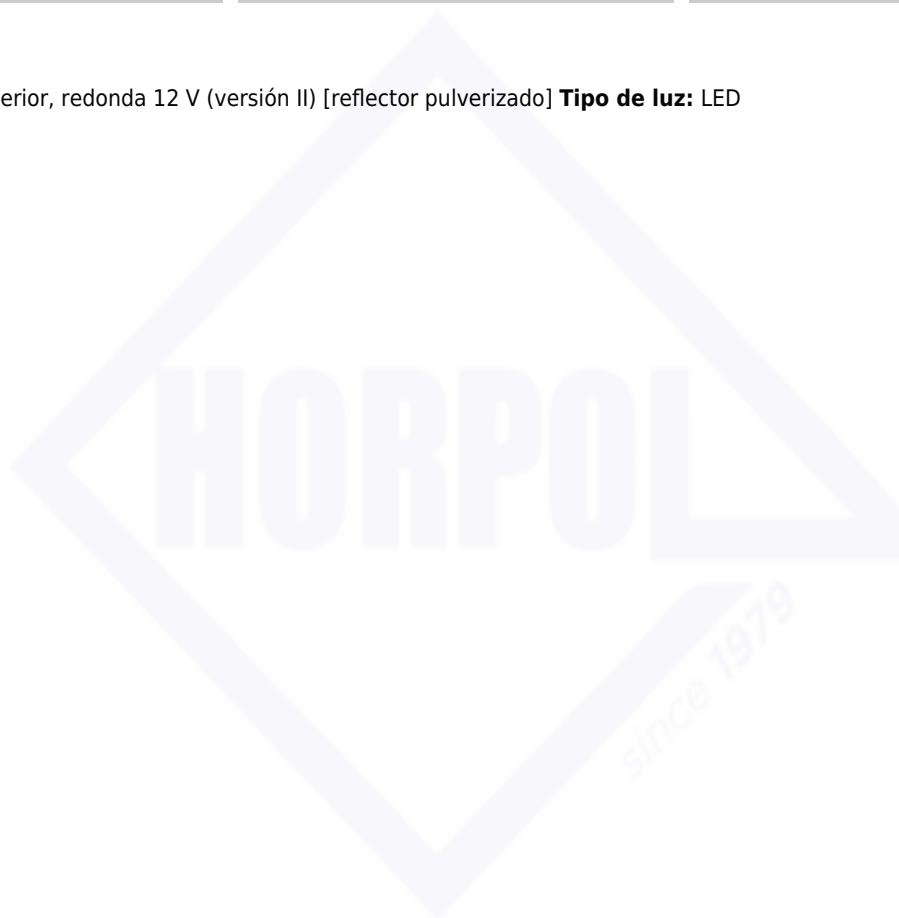 erior, redonda 12 V (versión II) [reflector pulverizado] Tipo de luz: LED
HORPOL
since 1979